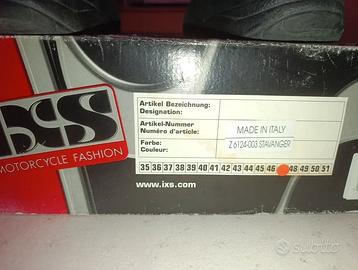 iXS
MOTORCYCLE FASHION
Artikel Bezeichnung:
Designation:
Artikel-Nummer
Numéro d'article:
MADE IN ITALY
Farbe:
Couleur:
Z 6124-003 STAVANGER
35 36 37 38 39 40 41 42 43 44 45 46 48 49 50 51
www.ixs.com
subito